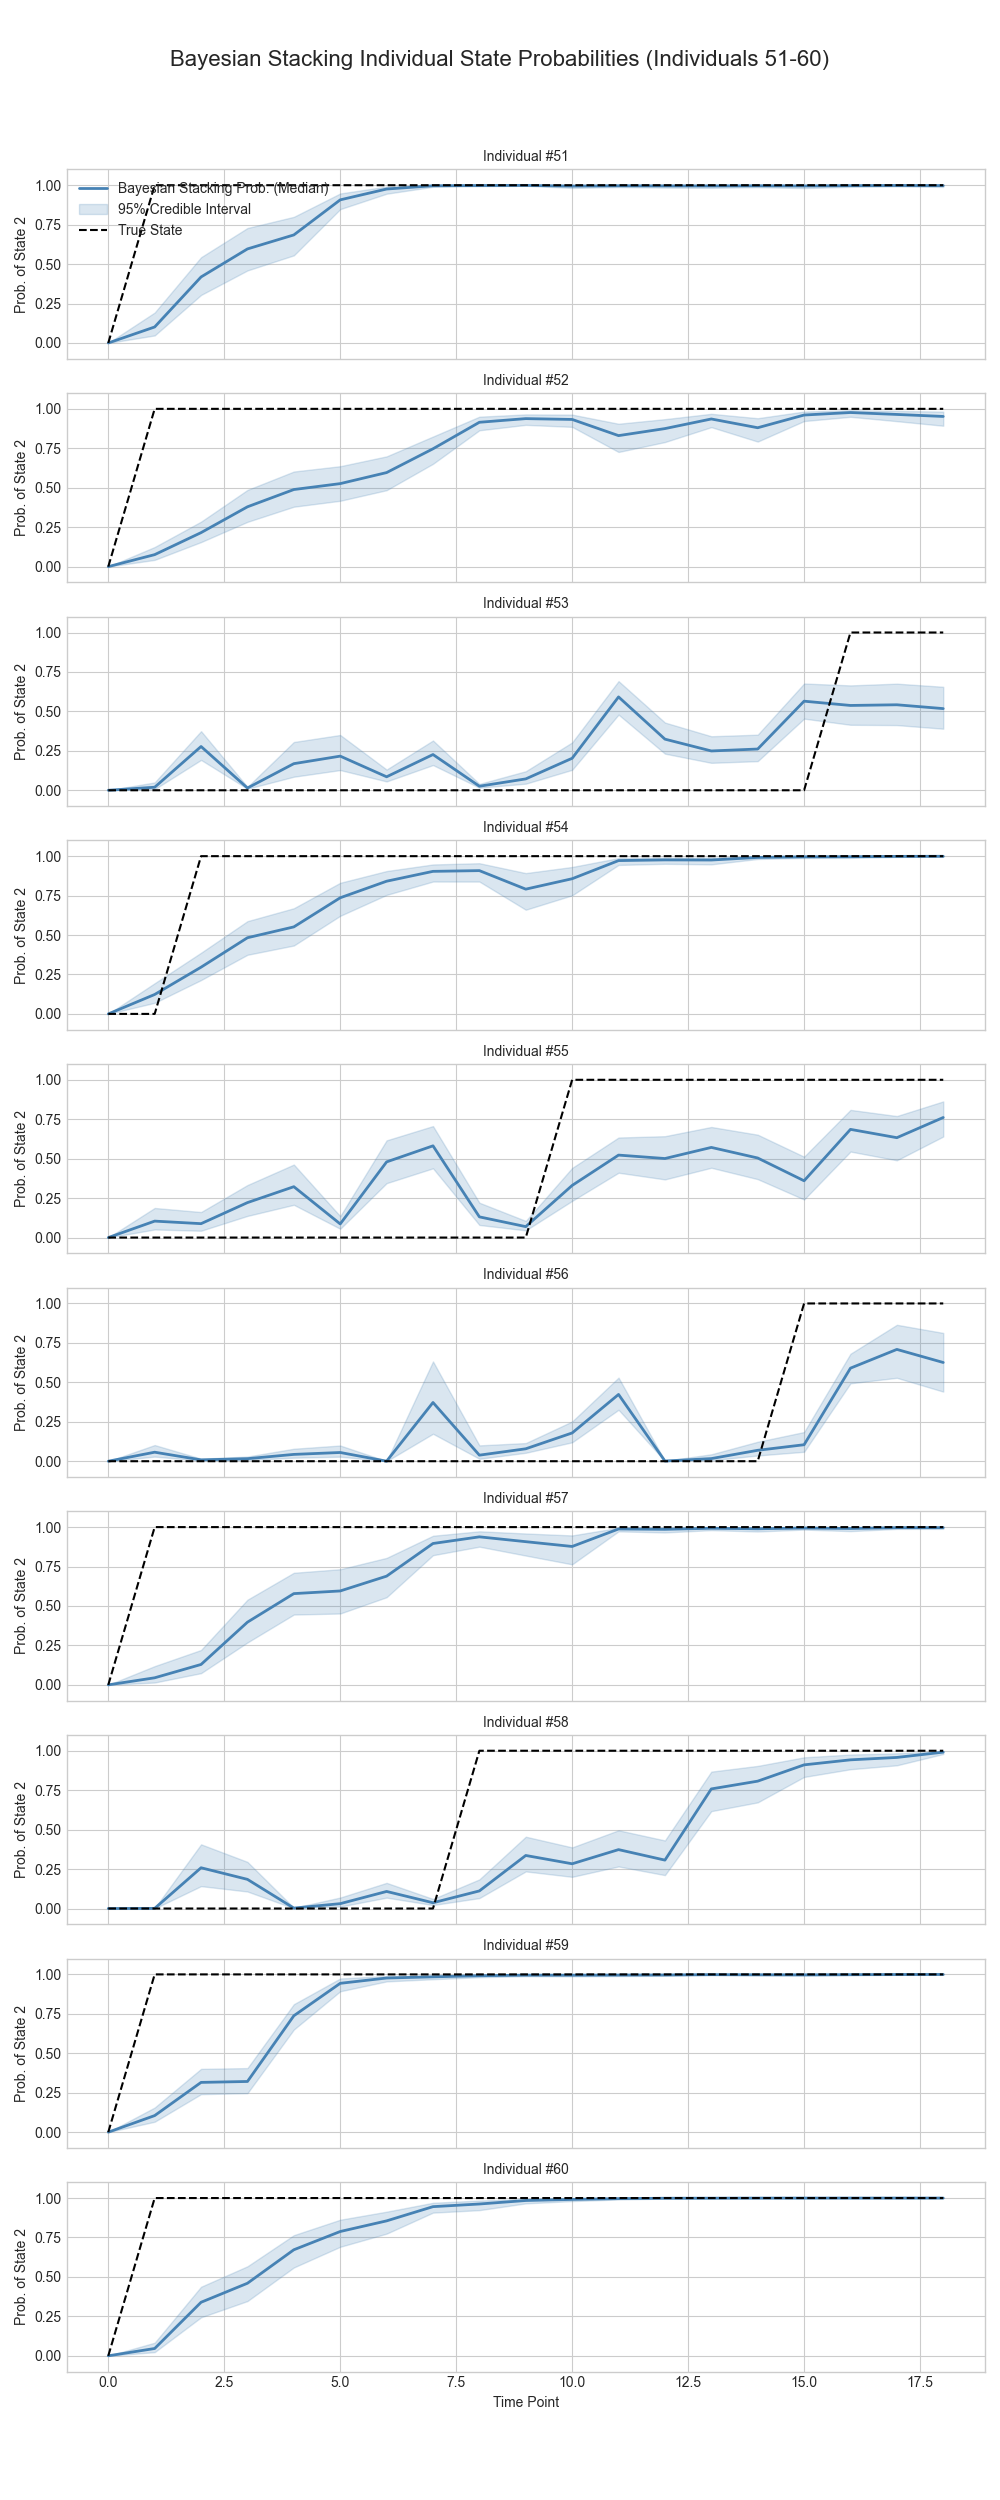 Bayesian Stacking Individual State Probabilities (Individuals 51-60)
Individual #51
Bayesian Stacking Prob. (Median)
95% Credible Interval
True State
1.00
0.75
0.50
0.25
0.00
Prob. of State 2
Individual #52
1.00
0.75
0.50
0.25
0.00
Prob. of State 2
Individual #53
1.00
0.75
0.50
0.25
0.00
Prob. of State 2
Individual #54
1.00
0.75
0.50
0.25
0.00
Prob. of State 2
Individual #55
1.00
0.75
0.50
0.25
0.00
Prob. of State 2
Individual #56
1.00
0.75
0.50
0.25
0.00
Prob. of State 2
Individual #57
1.00
0.75
0.50
0.25
0.00
Prob. of State 2
Individual #58
1.00
0.75
0.50
0.25
0.00
Prob. of State 2
Individual #59
1.00
0.75
0.50
0.25
0.00
Prob. of State 2
Individual #60
1.00
0.75
0.50
0.25
0.00
Prob. of State 2
0.0 2.5 5.0 7.5 10.0 12.5 15.0 17.5
Time Point